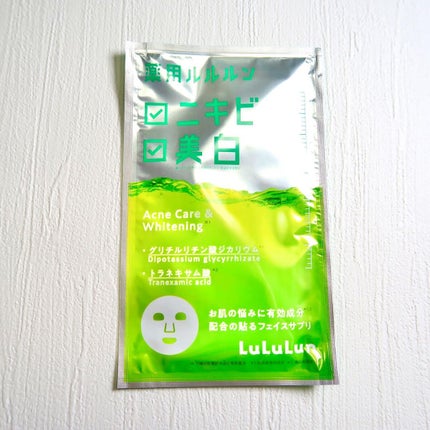 薬用ルルルン
☑ニキビ
☑美白
Acne Care &
Whitening
・グリチルリチン酸ジカリウム
Dipotassium glycyrrhizate
・トラネキサム酸
Tranexamic acid
お肌の悩みに有効成分
配合の貼るフェイスサプリ
LuLuLun